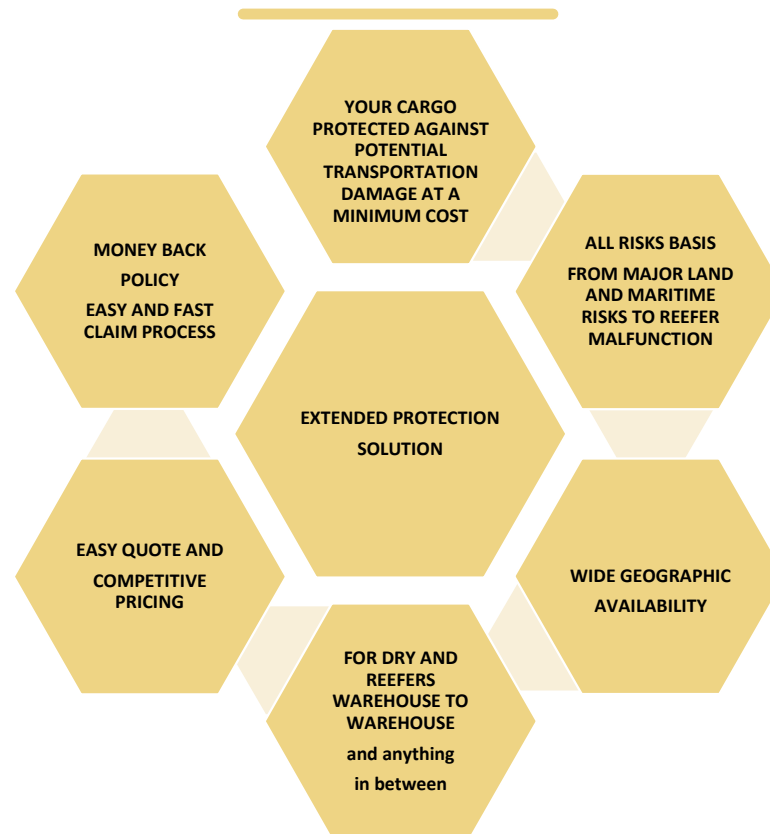 YOUR CARGO
PROTECTED AGAINST
POTENTIAL
TRANSPORTATION
DAMAGE AT A
MINIMUM COST
ALL RISKS BASIS
FROM MAJOR LAND
AND MARITIME
RISKS TO REEFER
MALFUNCTION
WIDE GEOGRAPHIC
AVAILABILITY
FOR DRY AND
REEFERS
WAREHOUSE TO
WAREHOUSE
and anything
in between
EASY QUOTE AND
COMPETITIVE
PRICING
MONEY BACK
POLICY
EASY AND FAST
CLAIM PROCESS
EXTENDED PROTECTION
SOLUTION